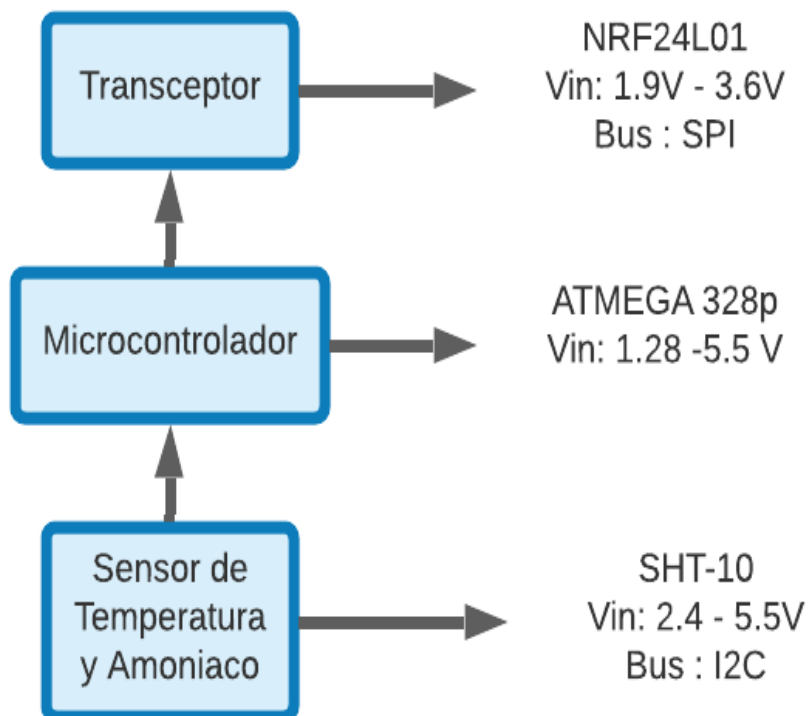 Transceptor
NRF24L01
Vin: 1.9V - 3.6V
Bus : SPI
Microcontrolador
ATMEGA 328p
Vin: 1.28 -5.5 V
Sensor de
Temperatura
y Amoniaco
SHT-10
Vin: 2.4 - 5.5V
Bus : I2C